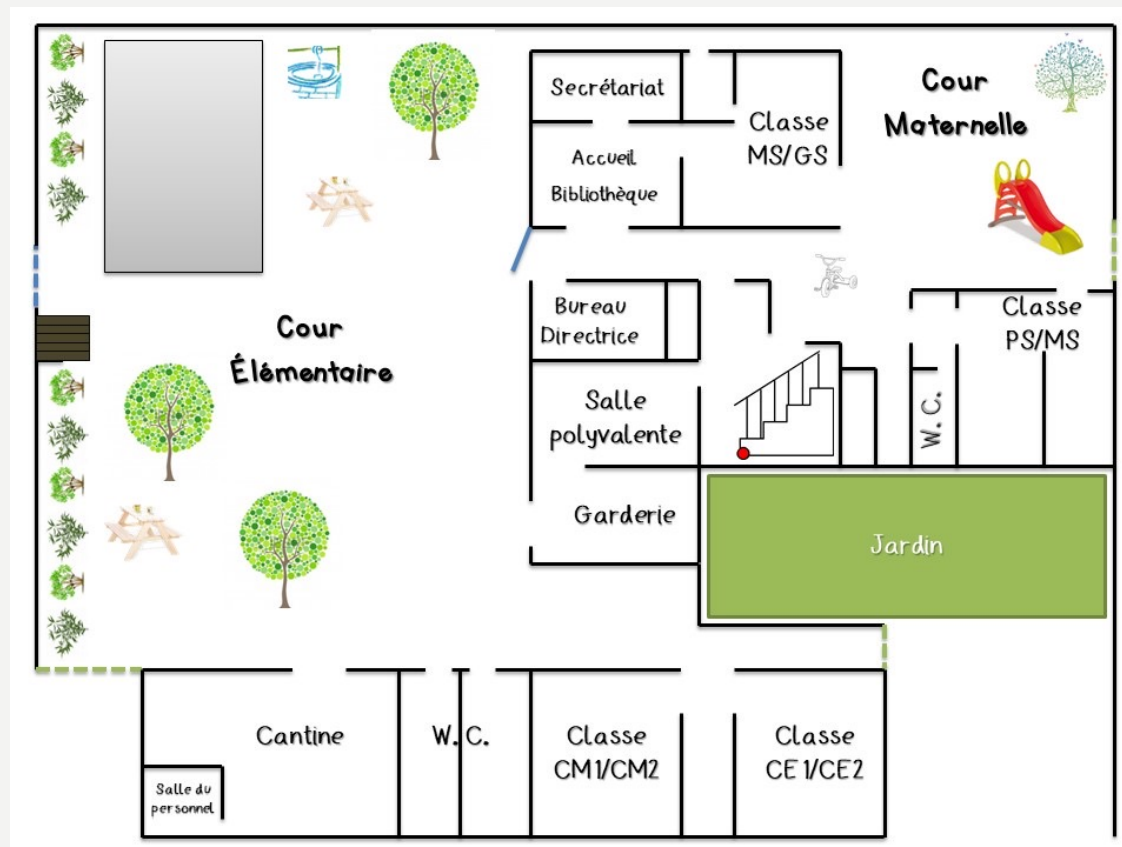 Secrétariat
Classe
MS/GS
Cour
Maternelle
Accueil
Bibliothèque
Bureau
Directrice
Classe
PS/MS
Cour
Élémentaire
Salle
polyvalente
W.C.
Garderie
Jardin
Cantine
W.C.
Classe
CM1/CM2
Classe
CE1/CE2
Salle du
personnel